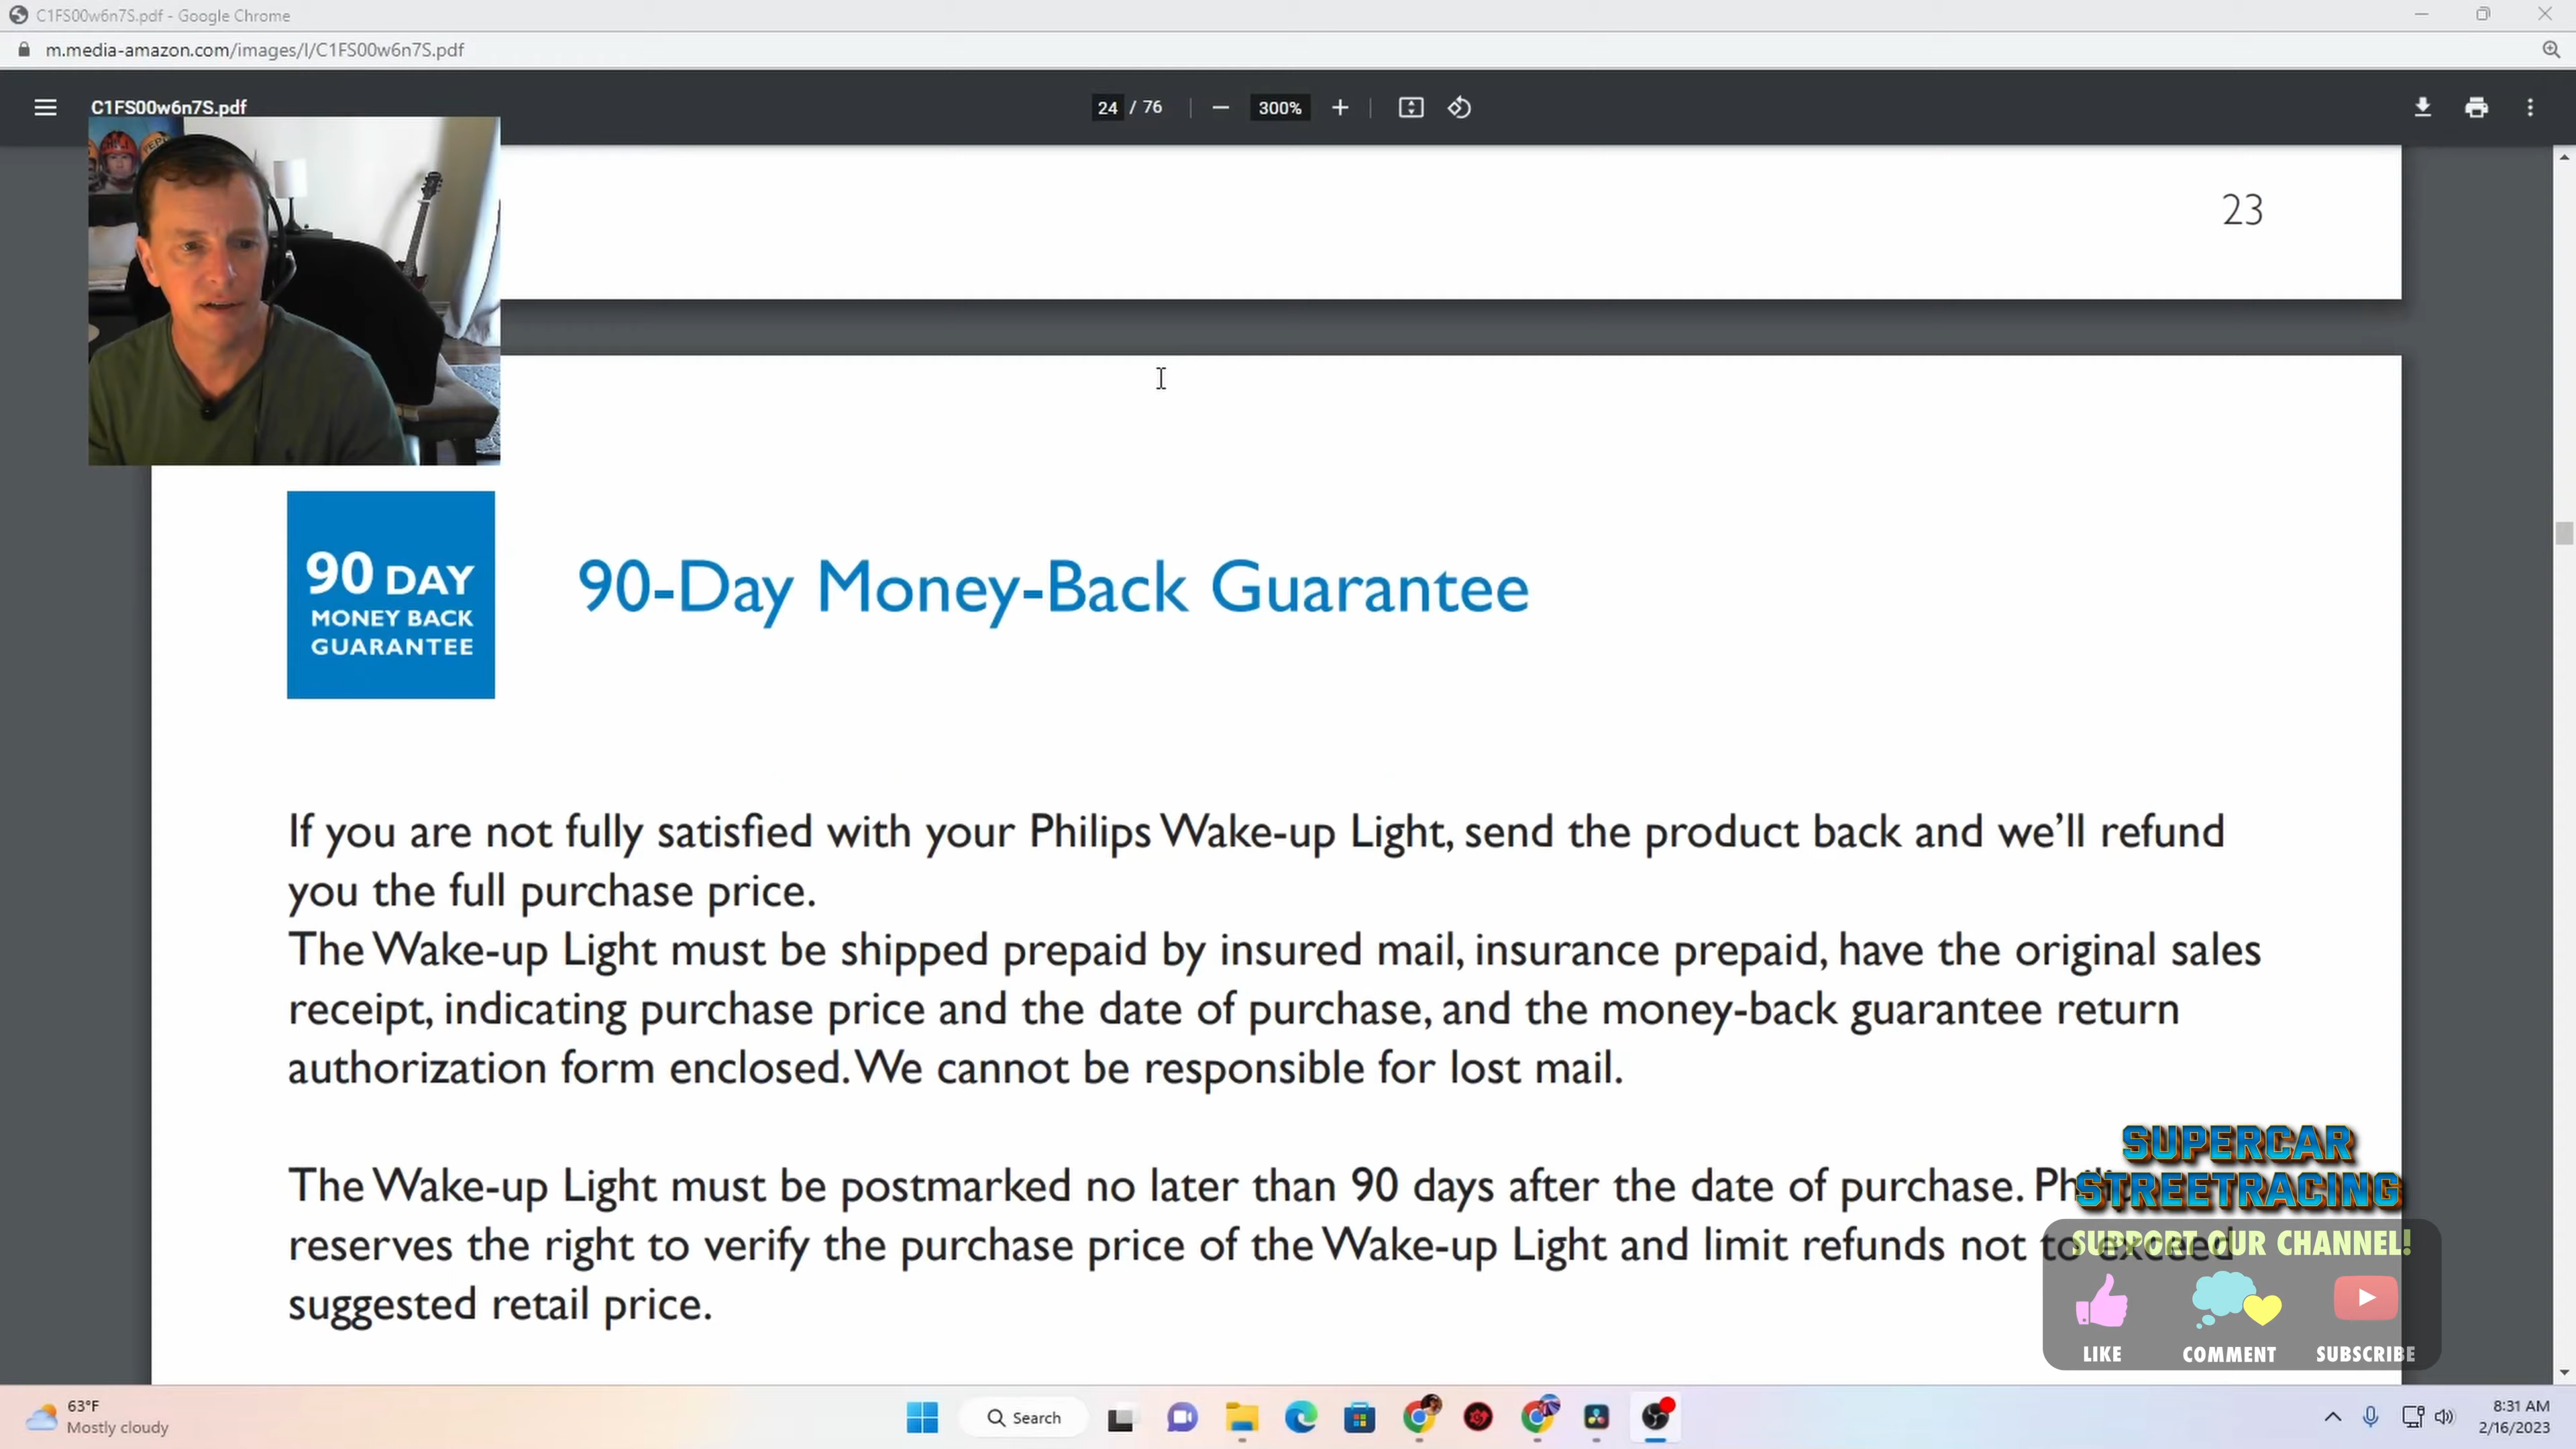 C1FS00w6n7S.pdf - Google Chrome
m.media-amazon.com/images/I/C1FS00w6n7S.pdf
C1FS00w6n7S.pdf
24 / 76
300%
23
90 DAY
MONEY BACK
GUARANTEE
90-Day Money-Back Guarantee
If you are not fully satisfied with your Philips Wake-up Light, send the product back and we'll refund
you the full purchase price.
The Wake-up Light must be shipped prepaid by insured mail, insurance prepaid, have the original sales
receipt, indicating purchase price and the date of purchase, and the money-back guarantee return
authorization form enclosed. We cannot be responsible for lost mail.
The Wake-up Light must be postmarked no later than 90 days after the date of purchase.
reserves the right to verify the purchase price of the Wake-up Light and limit refunds not to exceed
suggested retail price.
SUPERCAR
STREETRACING
SUPPORT OUR CHANNEL!
LIKE
COMMENT
SUBSCRIBE
63°F
Mostly cloudy
Search
8:31 AM
2/16/2023